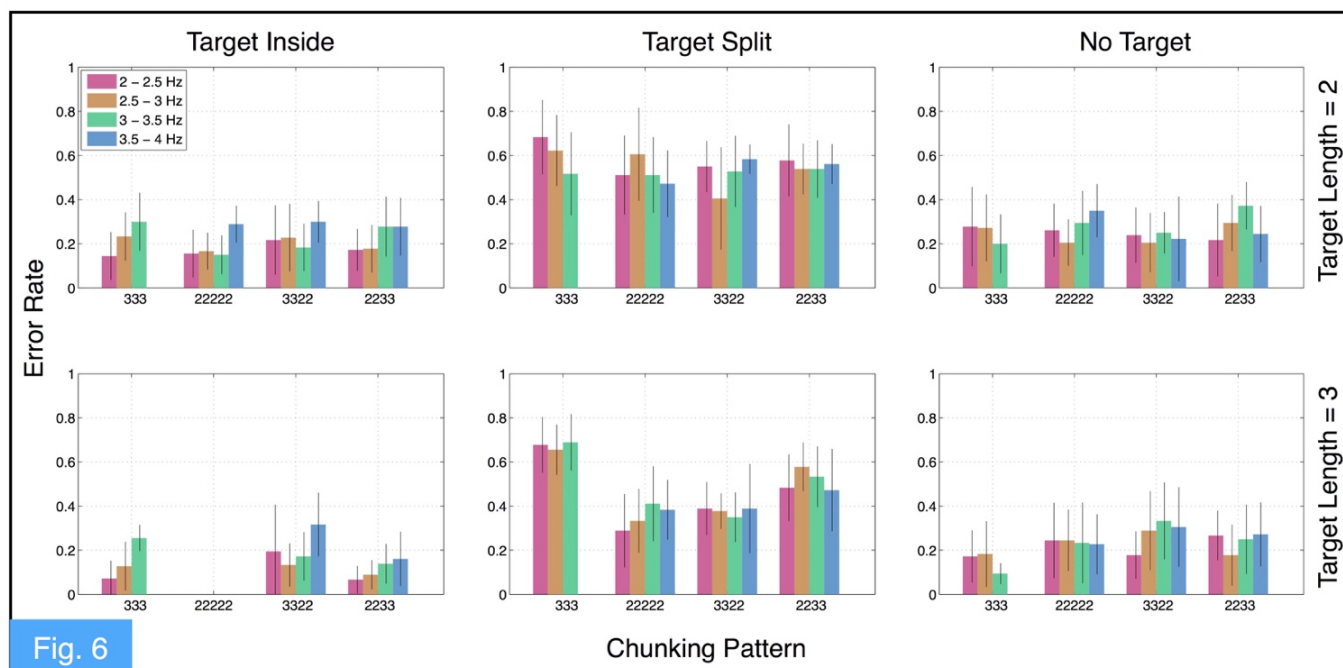 Target Inside
Target Split
No Target
1
0.8
0.6
0.4
0.2
0
2 – 2.5 Hz
2.5 – 3 Hz
3 – 3.5 Hz
3.5 – 4 Hz
333 22222 3322 2233
1
0.8
0.6
0.4
0.2
0
333 22222 3322 2233
1
0.8
0.6
0.4
0.2
0
333 22222 3322 2233
Target Length = 2
Error Rate
1
0.8
0.6
0.4
0.2
0
333 22222 3322 2233
1
0.8
0.6
0.4
0.2
0
333 22222 3322 2233
1
0.8
0.6
0.4
0.2
0
333 22222 3322 2233
Target Length = 3
Fig. 6
Chunking Pattern